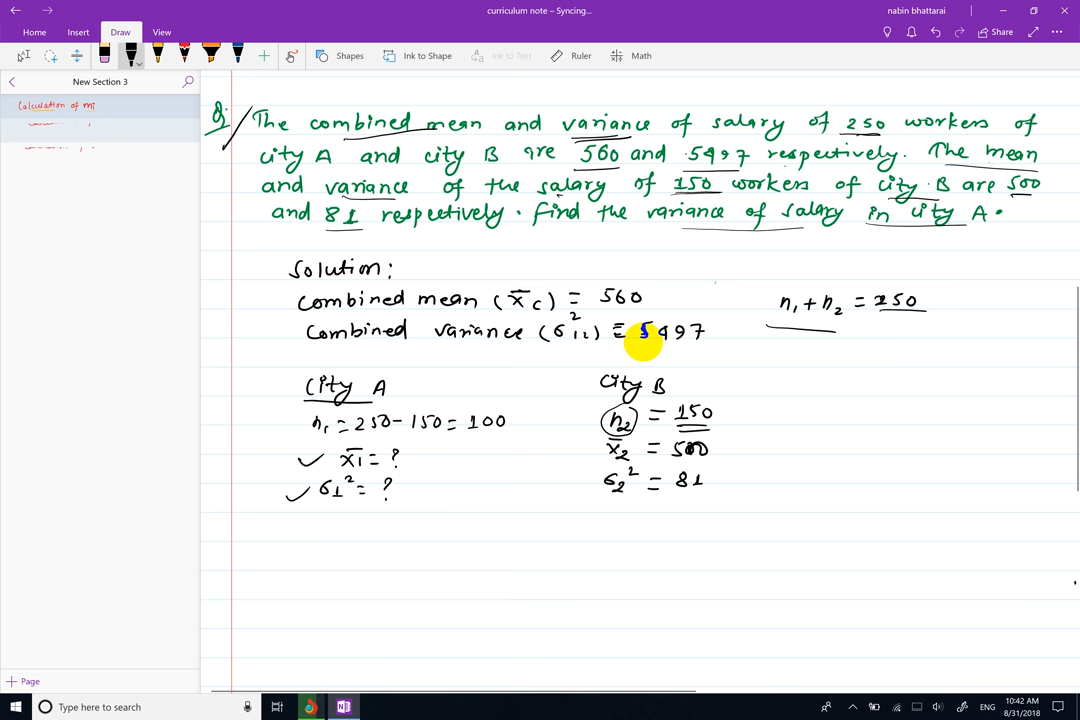 curriculum note - Syncing...
nabin bhattarai
Home Insert Draw View
Share
Shapes Ink to Shape Ink to Text Ruler Math
New Section 3
Calculation of mi
Q. The combined mean and variance of salary of 250 workers of
city A and city B are 560 and 5497 respectively. The mean
and variance of the salary of 150 workers of city B are 500
and 81 respectively. find the variance of salary in city A.
Solution:
Combined mean (x̄c) = 560
n₁ + n₂ = 250
Combined variance (σ₁₂²) = 5497
City A
City B
n₁ = 250 - 150 = 100
n₂ = 150
x̄₁ = ?
x̄₂ = 500
σ₁² = ?
σ₂² = 81
+ Page
Type here to search
ENG
10:42 AM
8/31/2018